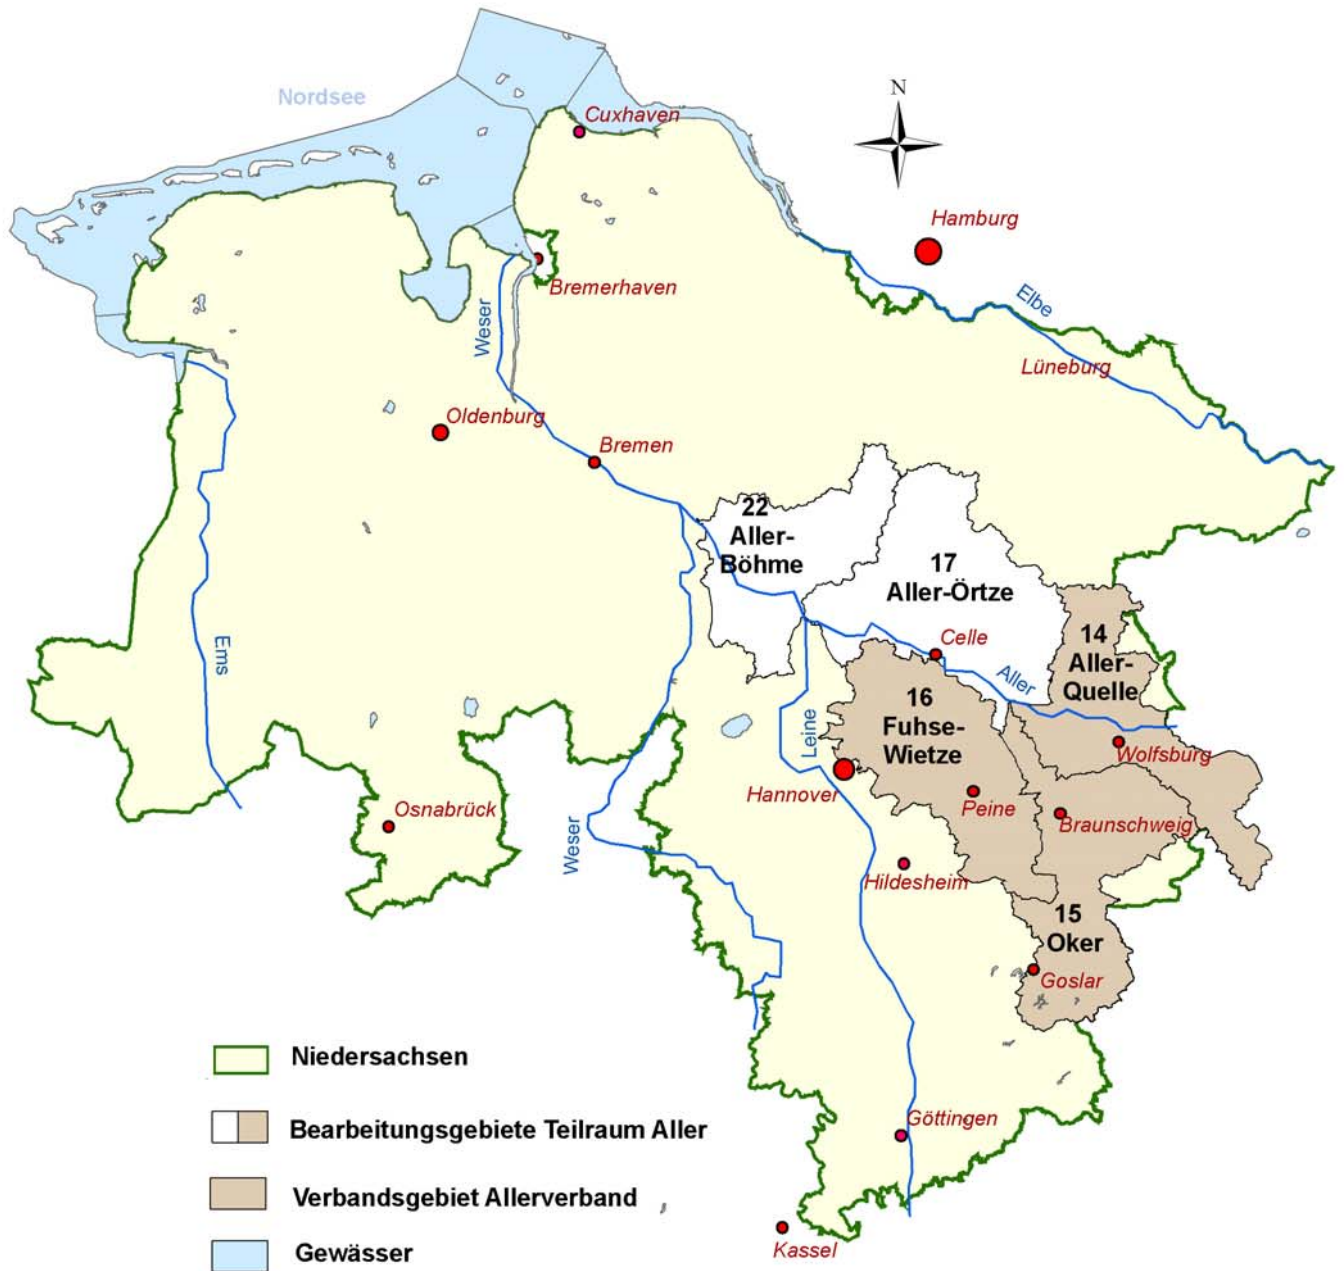 N
Nordsee
Cuxhaven
Hamburg
Bremerhaven
Elbe
Weser
Lüneburg
Oldenburg
Bremen
22
Aller-
Böhme
17
Aller-Örtze
Ems
Celle
14
Aller-
Quelle
Aller
16
Fuhse-
Wietze
Leine
Wolfsburg
Hannover
Peine
Osnabrück
Braunschweig
Weser
Hildesheim
15
Oker
Goslar
Niedersachsen
Bearbeitungsgebiete Teilraum Aller
Göttingen
Verbandsgebiet Allerverband
Kassel
Gewässer